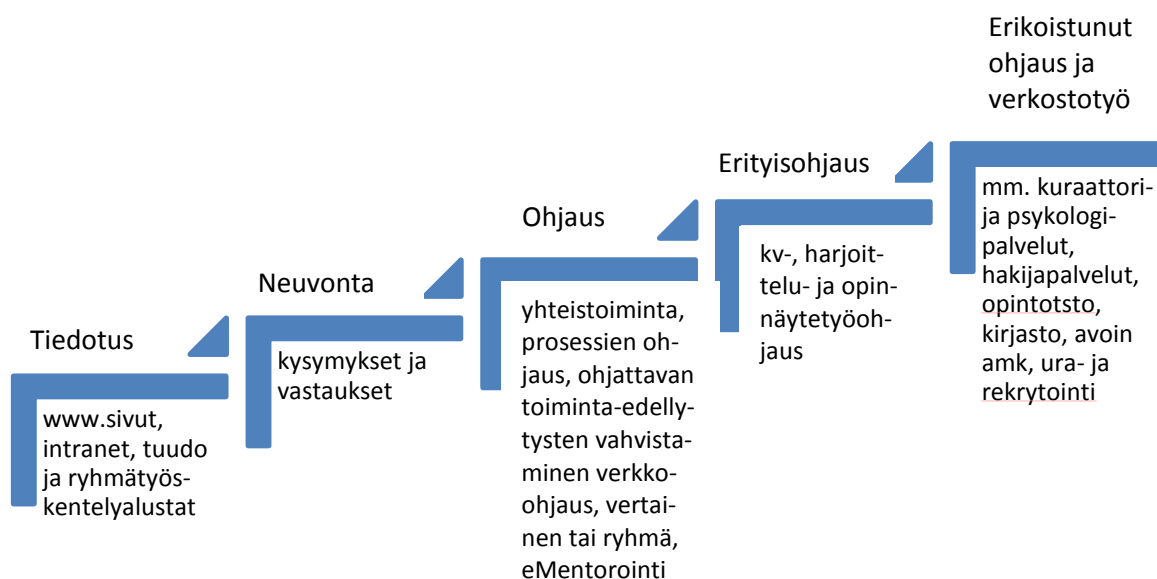 Tiedotus
www.sivut,
intranet, tuudo
ja ryhmätyös-
kentelyalustat
Neuvonta
kysymykset ja
vastaukset
Ohjaus
yhteistoiminta,
prosessien oh-
jaus, ohjattavan
toiminta-edelly-
tysten vahvista-
minen verkko-
ohjaus, vertai-
nen tai ryhmä,
eMentorointi
Erityisohjaus
kv-, harjoit-
telu- ja opin-
näytetyöoh-
jaus
Erikoistunut
ohjaus ja
verkostotyö
mm. kuraattori-
ja psykologi-
palvelut,
hakijapalvelut,
opintotsto,
kirjasto, avoin
amk, ura- ja
rekrytointi